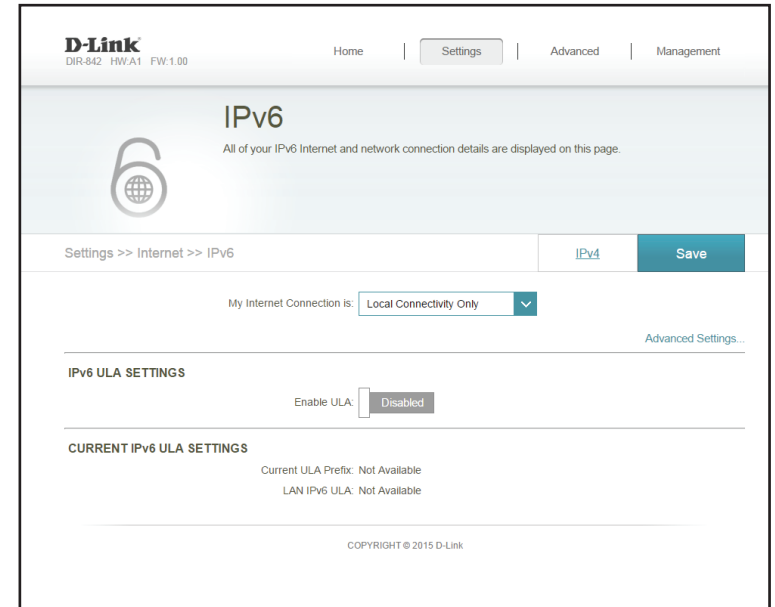 D-Link
DIR-842 HW:A1 FW:1.00
Home Settings Advanced Management
IPv6
All of your IPv6 Internet and network connection details are displayed on this page.
Settings >> Internet >> IPv6
IPv4 Save
My Internet Connection is: Local Connectivity Only
Advanced Settings...
IPv6 ULA SETTINGS
Enable ULA: Disabled
CURRENT IPv6 ULA SETTINGS
Current ULA Prefix: Not Available
LAN IPv6 ULA: Not Available
COPYRIGHT © 2015 D-Link